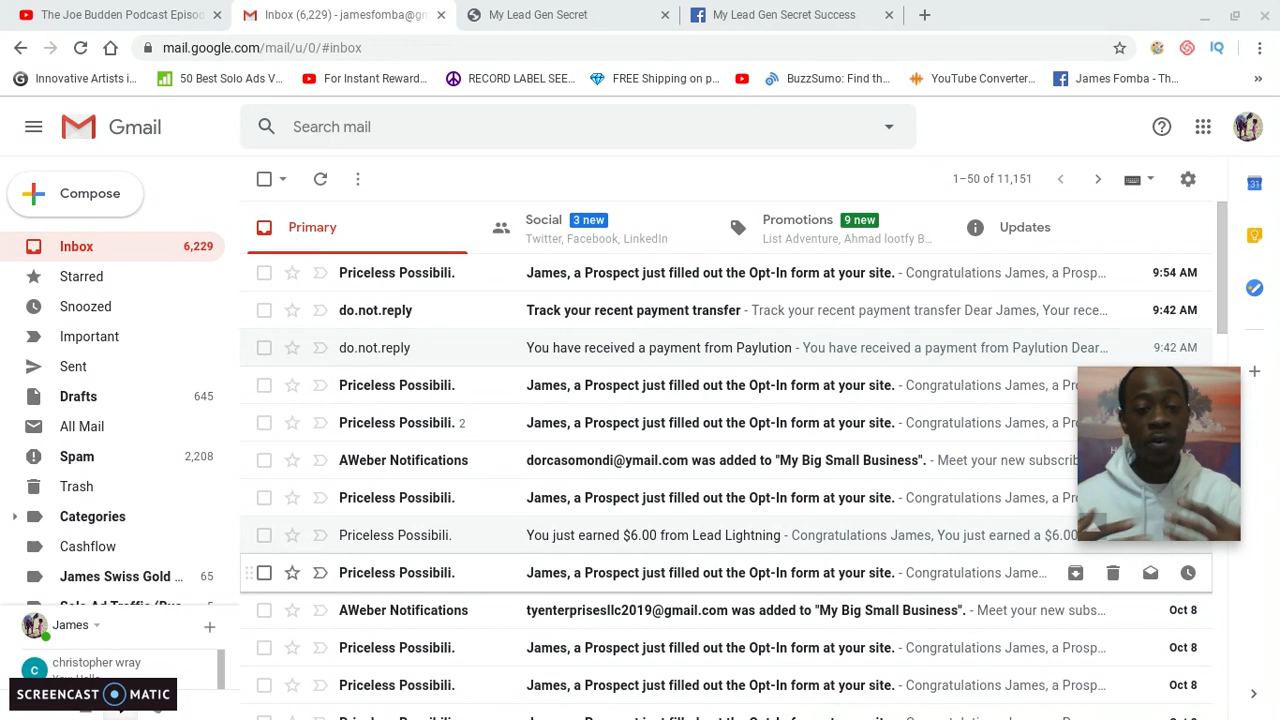 The Joe Budden Podcast Episod
Inbox (6,229) - jamesfomba@gm
My Lead Gen Secret
My Lead Gen Secret Success
mail.google.com/mail/u/0/#inbox
Innovative Artists i...
50 Best Solo Ads V...
For Instant Reward...
RECORD LABEL SEE...
FREE Shipping on p...
BuzzSumo: Find th...
YouTube Converter...
James Fomba - Th...
Gmail
Search mail
Compose
1–50 of 11,151
Primary
Social 3 new
Twitter, Facebook, LinkedIn
Promotions 9 new
List Adventure, Ahmad lootfy B...
Updates
Inbox 6,229
Starred
Snoozed
Important
Sent
Drafts 645
All Mail
Spam 2,208
Trash
Categories
Cashflow
James Swiss Gold ... 65
Priceless Possibili. James, a Prospect just filled out the Opt-In form at your site. - Congratulations James, a Prosp... 9:54 AM
do.not.reply Track your recent payment transfer - Track your recent payment transfer Dear James, Your rece... 9:42 AM
do.not.reply You have received a payment from Paylution - You have received a payment from Paylution Dear... 9:42 AM
Priceless Possibili. James, a Prospect just filled out the Opt-In form at your site. - Congratulations James, a P
Priceless Possibili. 2 James, a Prospect just filled out the Opt-In form at your site. - Congratulations James, a P
AWeber Notifications dorcasomondi@ymail.com was added to "My Big Small Business". - Meet your new subscrib
Priceless Possibili. James, a Prospect just filled out the Opt-In form at your site. - Congratulations James, a P
Priceless Possibili. You just earned $6.00 from Lead Lightning - Congratulations James, You just earned a $6.00
Priceless Possibili. James, a Prospect just filled out the Opt-In form at your site. - Congratulations Jame...
AWeber Notifications tyenterprisesllc2019@gmail.com was added to "My Big Small Business". - Meet your new subs... Oct 8
Priceless Possibili. James, a Prospect just filled out the Opt-In form at your site. - Congratulations James, a Prosp... Oct 8
Priceless Possibili. James, a Prospect just filled out the Opt-In form at your site. - Congratulations James, a Prosp... Oct 8
James
christopher wray
SCREENCAST MATIC